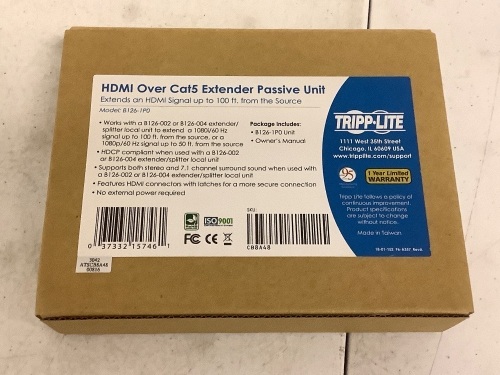 HDMI Over Cat5 Extender Passive Unit
Extends an HDMI Signal up to 100 ft. from the Source
Model: B126-1P0
• Works with a B126-002 or B126-004 extender/
splitter local unit to extend a 1080i/60 Hz
signal up to 100 ft. from the source, or a
1080p/60 Hz signal up to 50 ft. from the source
• HDCP compliant when used with a B126-002
or B126-004 extender/splitter local unit
• Supports both stereo and 7.1 channel surround sound when used with
a B126-002 or B126-004 extender/splitter local unit
• Features HDMI connectors with latches for a more secure connection
• No external power required
Package Includes:
• B126-1P0 Unit
• Owner's Manual
TRIPP·LITE
1111 West 35th Street
Chicago, IL 60609 USA
www.tripplite.com/support
95
1 Year Limited
WARRANTY
Tripp Lite follows a policy of
continuous improvement.
Product specifications
are subject to change
without notice.
Made in Taiwan
ISO9001
FC CE
SKU:
C88A48
0 37332 15746 1